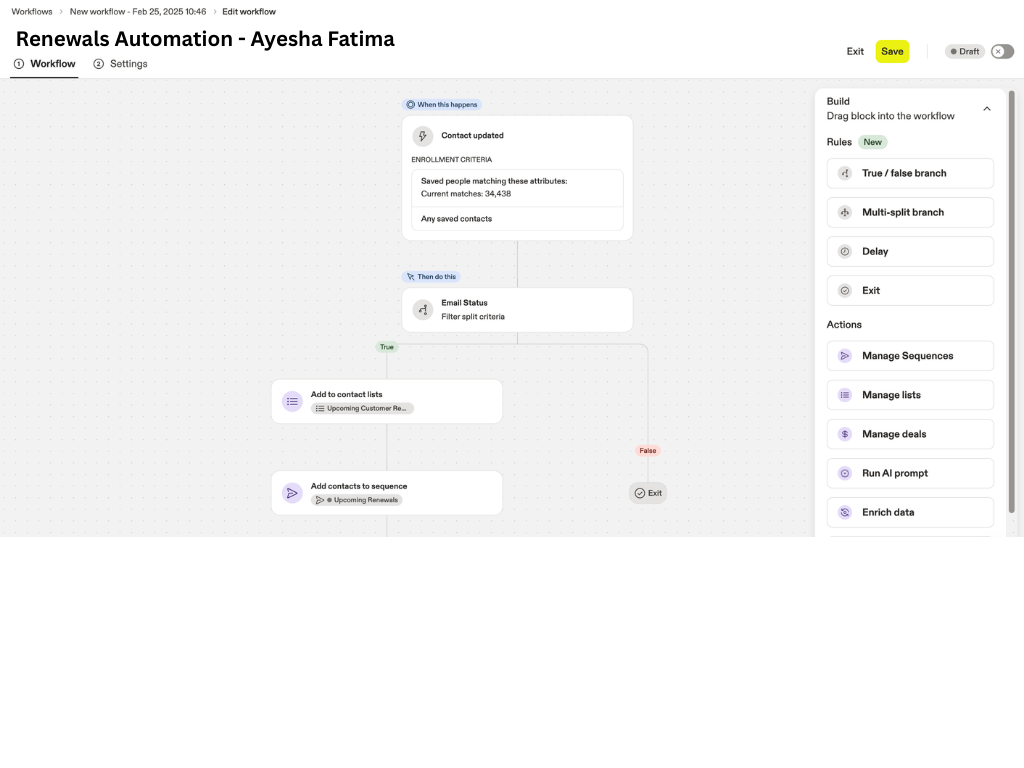 Workflows > New workflow - Feb 25, 2025 10:46 > Edit workflow
Renewals Automation - Ayesha Fatima
1 Workflow 2 Settings
Exit Save Draft
When this happens
Contact updated
ENROLLMENT CRITERIA
Saved people matching these attributes:
Current matches: 34,438
Any saved contacts
Then do this
Email Status
Filter split criteria
True
Add to contact lists
Upcoming Customer Re...
False
Add contacts to sequence
Upcoming Renewals
Exit
Build
Drag block into the workflow
Rules New
True / false branch
Multi-split branch
Delay
Exit
Actions
Manage Sequences
Manage lists
Manage deals
Run AI prompt
Enrich data